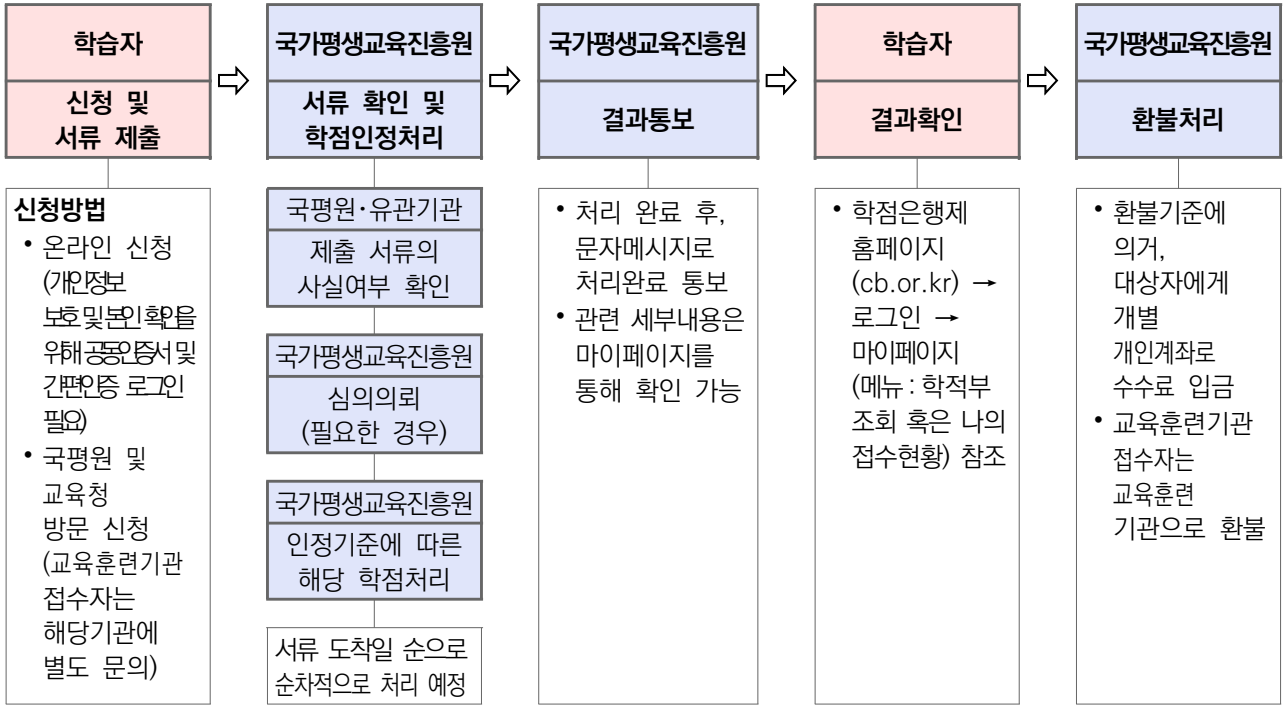 학습자
신청 및
서류 제출
신청방법
• 온라인 신청
(개인정보
보호 및 본인 확인을
위해 공동인증서 및
간편인증 로그인
필요)
• 국평원 및
교육청
방문 신청
(교육훈련기관
접수자는
해당기관에
별도 문의)
⇨
국가평생교육진흥원
서류 확인 및
학점인정처리
국평원·유관기관
제출 서류의
사실여부 확인
국가평생교육진흥원
심의의뢰
(필요한 경우)
국가평생교육진흥원
인정기준에 따른
해당 학점처리
서류 도착일 순으로
순차적으로 처리 예정
⇨
국가평생교육진흥원
결과통보
• 처리 완료 후,
문자메시지로
처리완료 통보
• 관련 세부내용은
마이페이지를
통해 확인 가능
⇨
학습자
결과확인
• 학점은행제
홈페이지
(cb.or.kr) →
로그인 →
마이페이지
(메뉴 : 학적부
조회 혹은 나의
접수현황) 참조
⇨
국가평생교육진흥원
환불처리
• 환불기준에
의거,
대상자에게
개별
개인계좌로
수수료 입금
• 교육훈련기관
접수자는
교육훈련
기관으로 환불